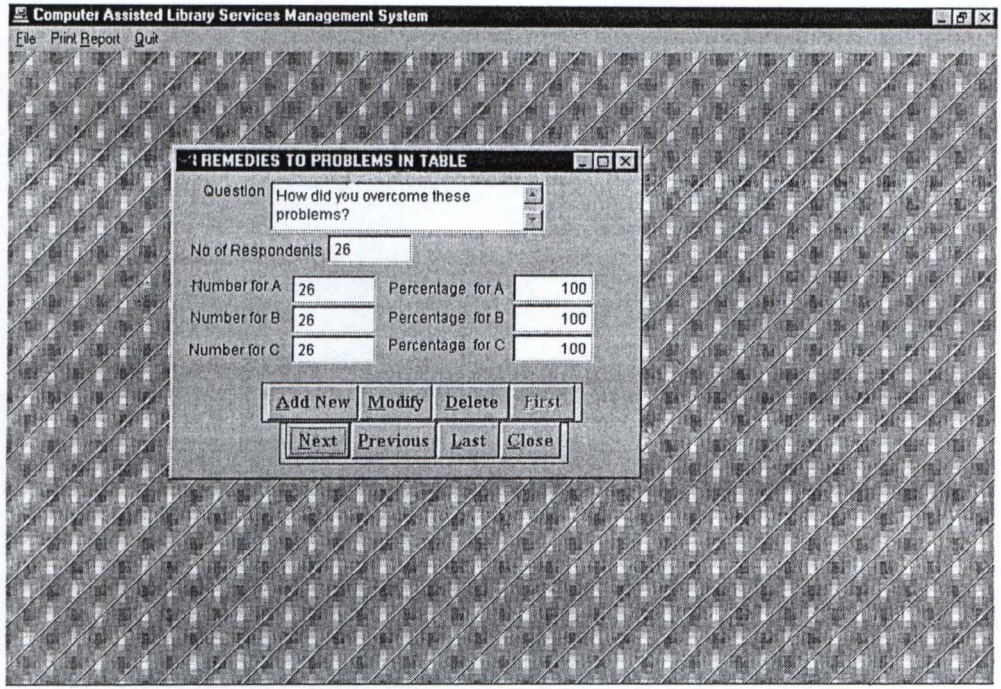 Computer Assisted Library Services Management System
File Print Report Quit
REMEDIES TO PROBLEMS IN TABLE
Question How did you overcome these
problems?
No of Respondents 26
Number for A 26 Percentage for A 100
Number for B 26 Percentage for B 100
Number for C 26 Percentage for C 100
Add New Modify Delete First
Next Previous Last Close